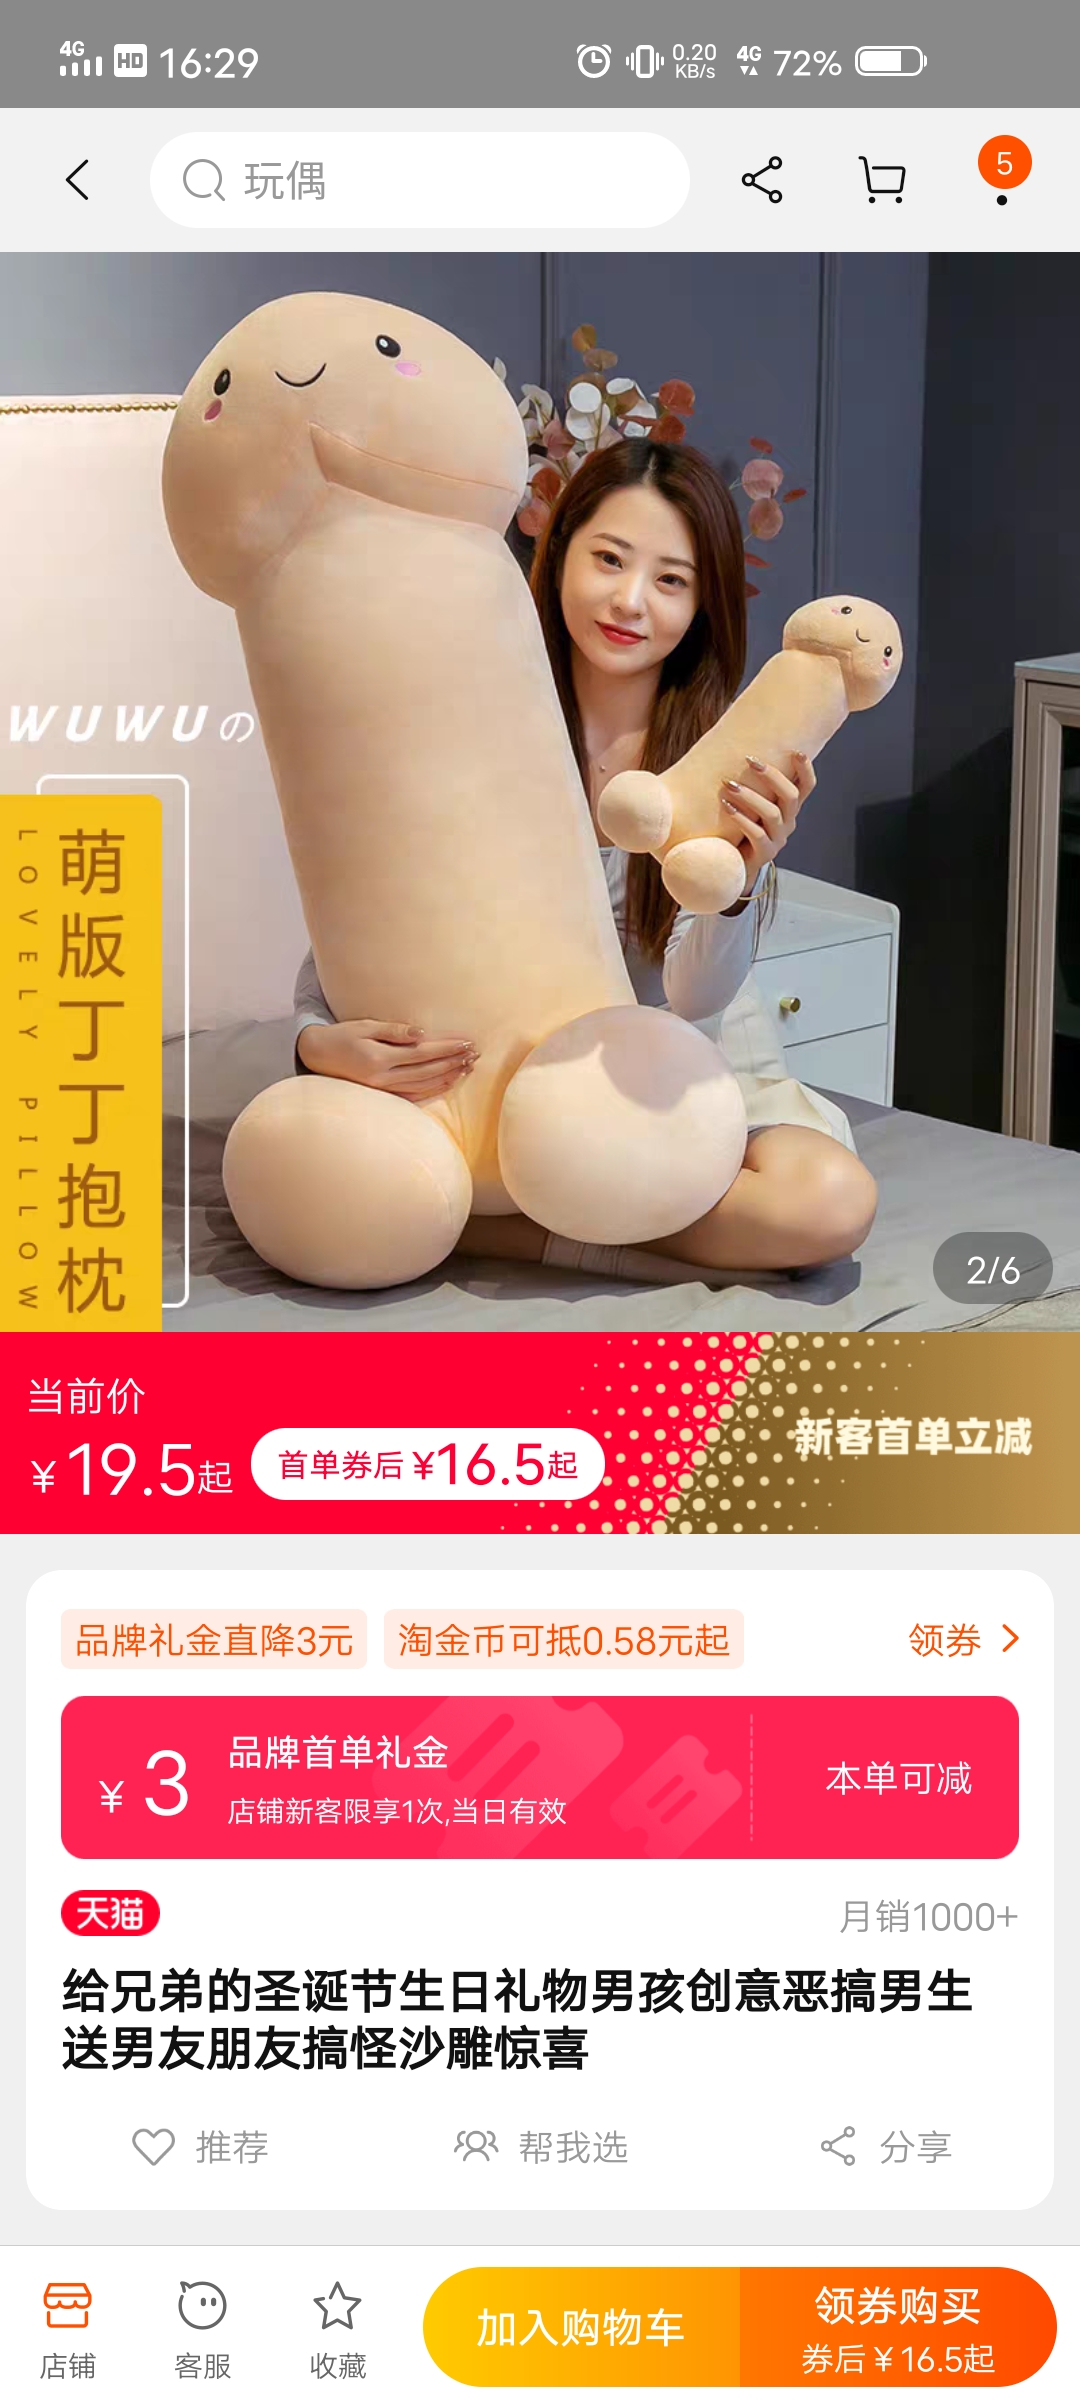 4G HD 16:29 0.20 KB/s 4G 72%
玩偶
5
WUWUの
萌版丁丁抱枕
LOVELY PILLOW
2/6
当前价
¥19.5起 首单券后¥16.5起
新客首单立减
品牌礼金直降3元 淘金币可抵0.58元起 领券
¥3 品牌首单礼金
店铺新客限享1次,当日有效
本单可减
天猫 月销1000+
给兄弟的圣诞节生日礼物男孩创意恶搞男生
送男友朋友搞怪沙雕惊喜
推荐 帮我选 分享
店铺 客服 收藏
加入购物车
领券购买
券后¥16.5起